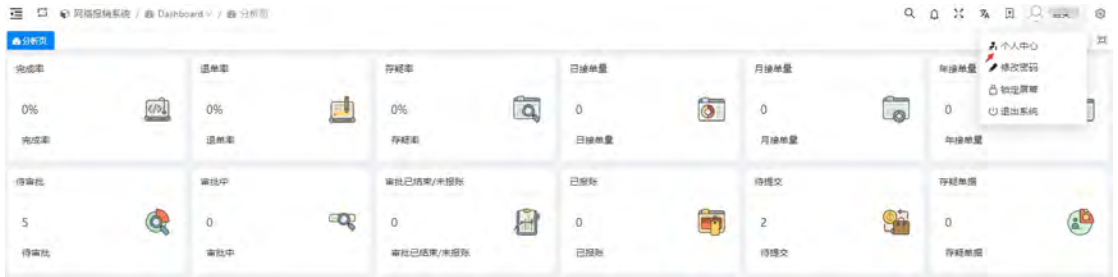 网络报销系统 / Dashboard / 分析页
分析页
个人中心
修改密码
锁定屏幕
退出系统
完成率 退单率 存疑率 日接单量 月接单量 年接单量
0% 0% 0% 0 0 0
完成率 退单率 存疑率 日接单量 月接单量 年接单量
待审批 审批中 审批已结束/未报账 已报账 待提交 存疑单据
5 0 0 0 2 0
待审批 审批中 审批已结束/未报账 已报账 待提交 存疑单据